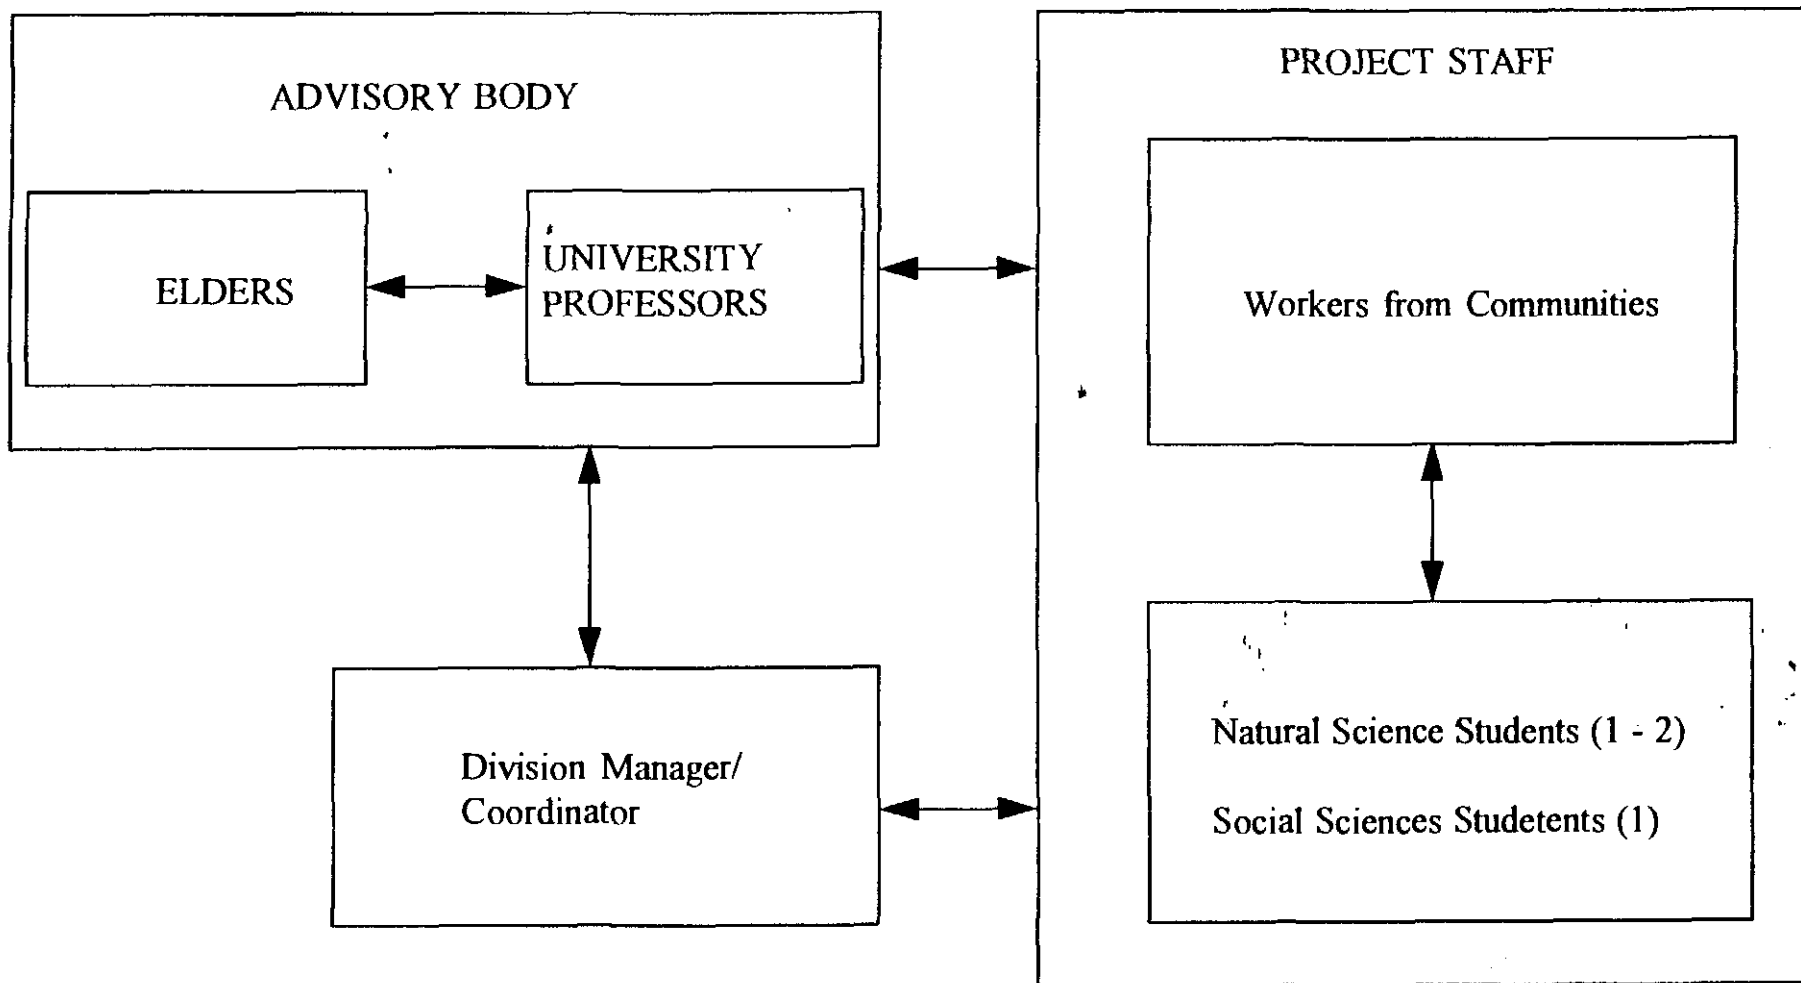 ADVISORY BODY
ELDERS
UNIVERSITY
PROFESSORS
Division Manager/
Coordinator
PROJECT STAFF
Workers from Communities
Natural Science Students (1 - 2)
Social Sciences Studetents (1)